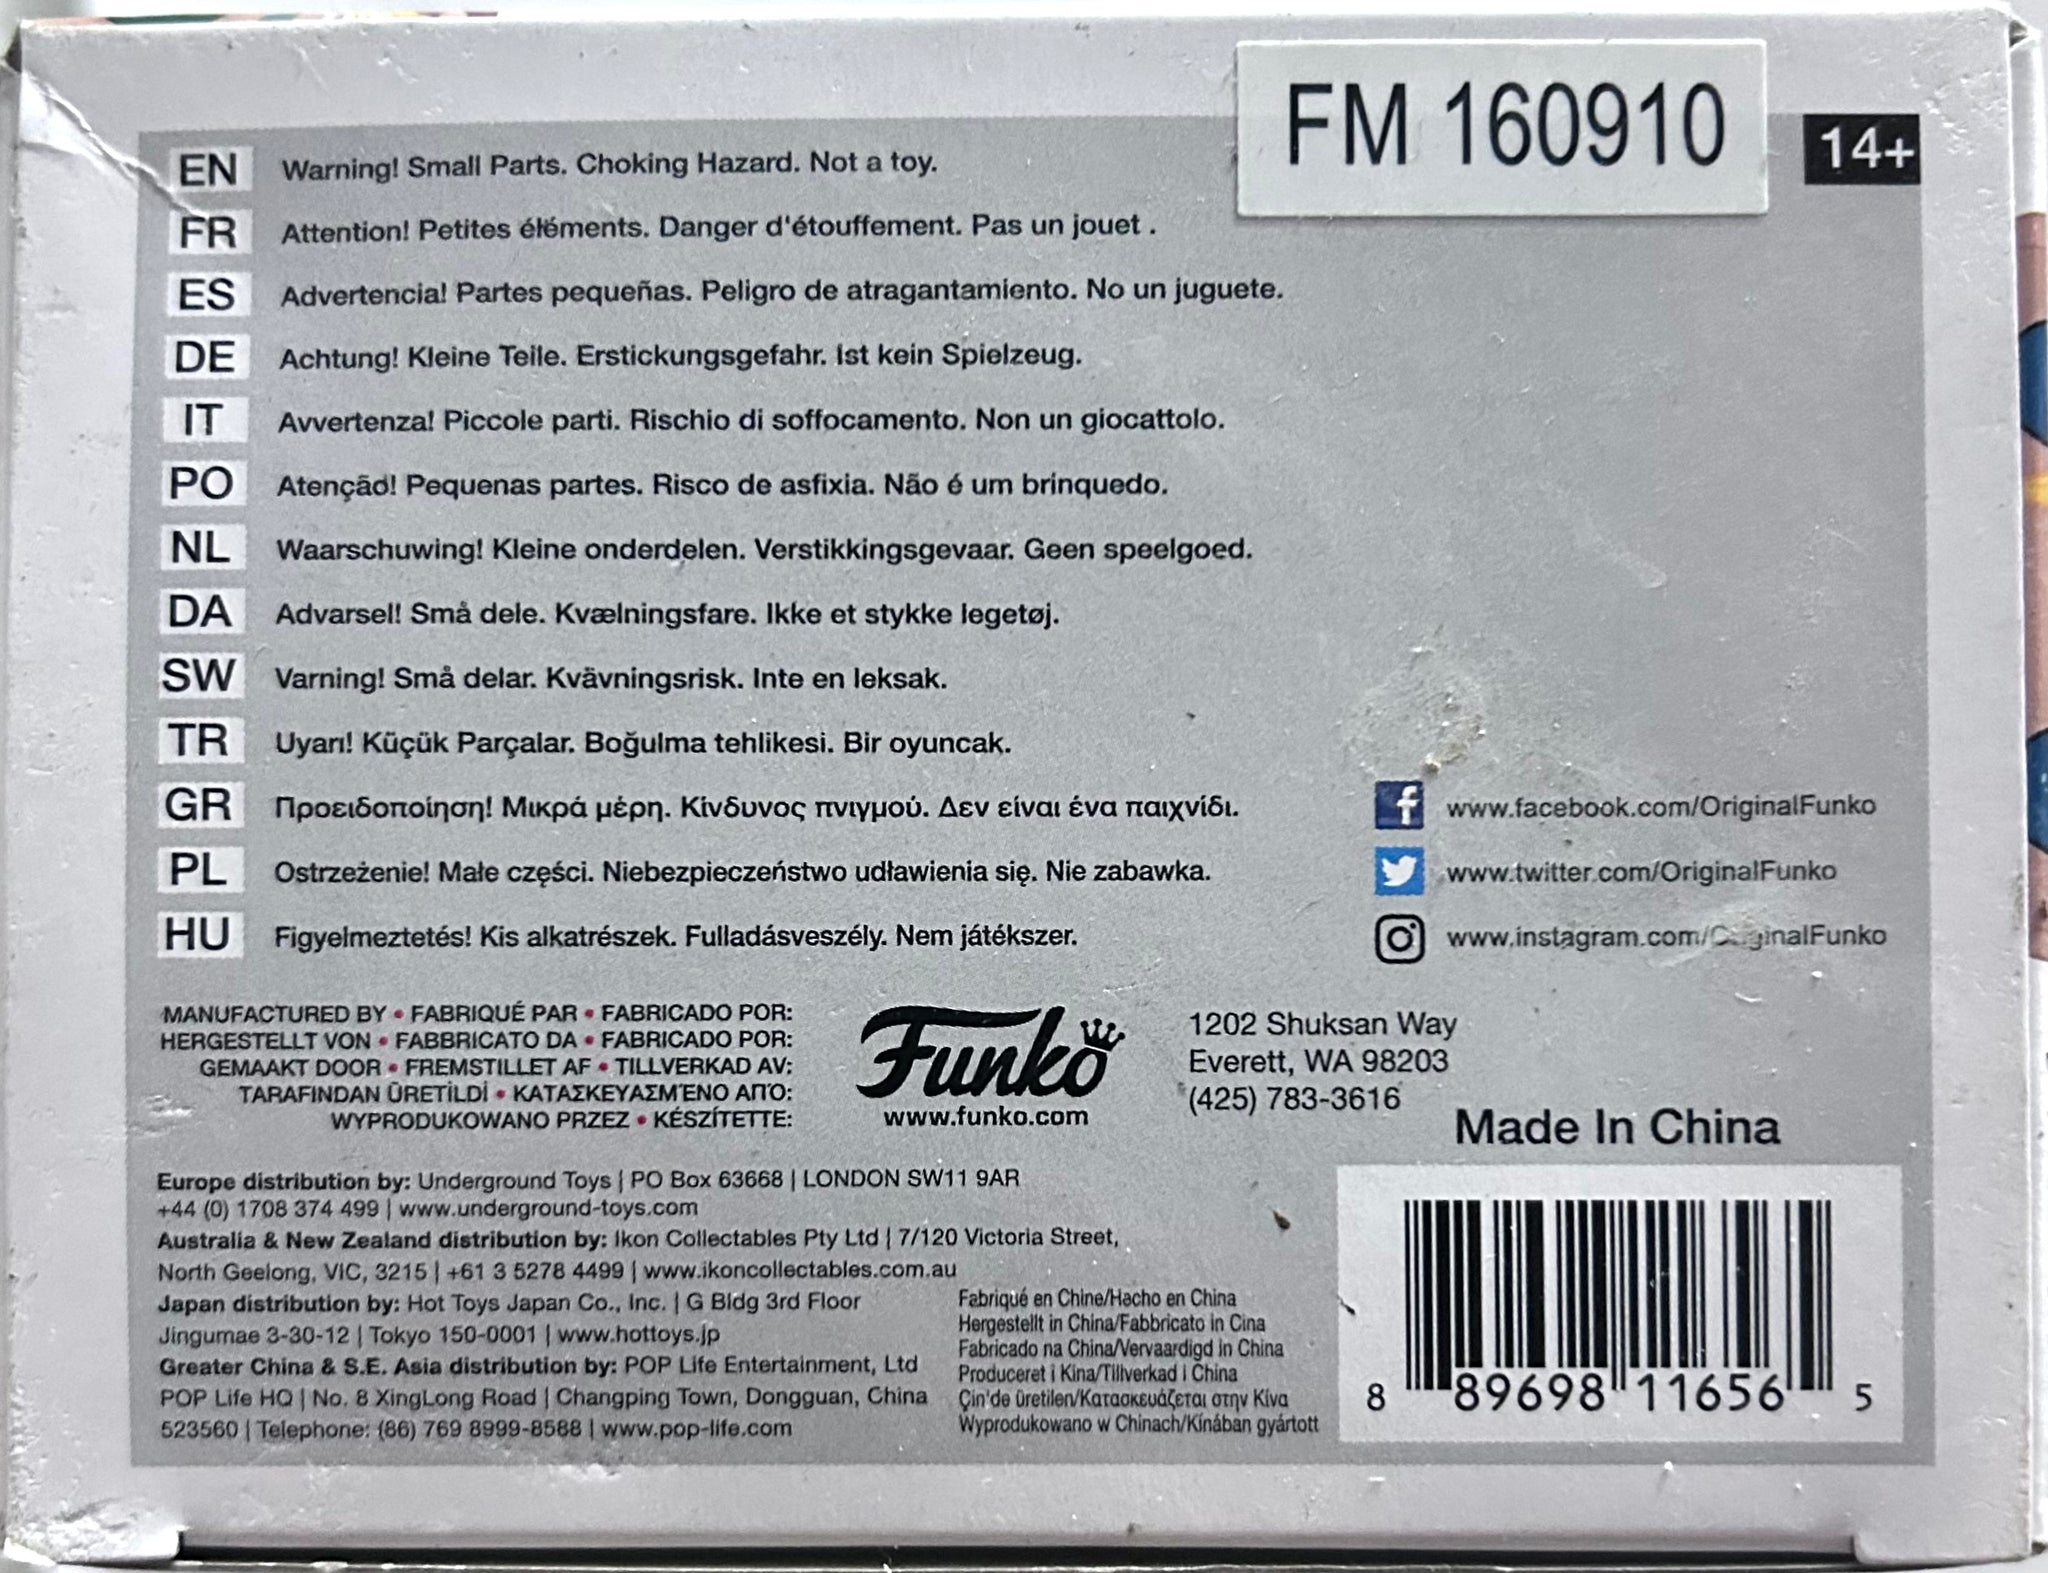 FM 160910
14+
EN Warning! Small Parts. Choking Hazard. Not a toy.
FR Attention! Petites éléments. Danger d'étouffement. Pas un jouet .
ES Advertencia! Partes pequeñas. Peligro de atragantamiento. No un juguete.
DE Achtung! Kleine Teile. Erstickungsgefahr. Ist kein Spielzeug.
IT Avvertenza! Piccole parti. Rischio di soffocamento. Non un giocattolo.
PO Atenção! Pequenas partes. Risco de asfixia. Não é um brinquedo.
NL Waarschuwing! Kleine onderdelen. Verstikkingsgevaar. Geen speelgoed.
DA Advarsel! Små dele. Kvælningsfare. Ikke et stykke legetøj.
SW Varning! Små delar. Kvävningsrisk. Inte en leksak.
TR Uyarı! Küçük Parçalar. Boğulma tehlikesi. Bir oyuncak.
GR Προειδοποίηση! Μικρά μέρη. Κίνδυνος πνιγμού. Δεν είναι ένα παιχνίδι.
PL Ostrzeżenie! Małe części. Niebezpieczeństwo udławienia się. Nie zabawka.
HU Figyelmeztetés! Kis alkatrészek. Fulladásveszély. Nem játékszer.
www.facebook.com/OriginalFunko
www.twitter.com/OriginalFunko
www.instagram.com/OriginalFunko
MANUFACTURED BY • FABRIQUÉ PAR • FABRICADO POR:
HERGESTELLT VON • FABBRICATO DA • FABRICADO POR:
GEMAAKT DOOR • FREMSTILLET AF • TILLVERKAD AV:
TARAFINDAN ÜRETİLDİ • ΚΑΤΑΣΚΕΥΑΣΜΈΝΟ ΑΠΌ:
WYPRODUKOWANO PRZEZ • KÉSZÍTETTE:
Funko
www.funko.com
1202 Shuksan Way
Everett, WA 98203
(425) 783-3616
Made In China
Europe distribution by: Underground Toys | PO Box 63668 | LONDON SW11 9AR
+44 (0) 1708 374 499 | www.underground-toys.com
Australia & New Zealand distribution by: Ikon Collectables Pty Ltd | 7/120 Victoria Street,
North Geelong, VIC, 3215 | +61 3 5278 4499 | www.ikoncollectables.com.au
Japan distribution by: Hot Toys Japan Co., Inc. | G Bldg 3rd Floor
Jingumae 3-30-12 | Tokyo 150-0001 | www.hottoys.jp
Greater China & S.E. Asia distribution by: POP Life Entertainment, Ltd
POP Life HQ | No. 8 XingLong Road | Changping Town, Dongguan, China
523560 | Telephone: (86) 769 8999-8588 | www.pop-life.com
Fabriqué en Chine/Hecho en China
Hergestellt in China/Fabbricato in Cina
Fabricado na China/Vervaardigd in China
Produceret i Kina/Tillverkad i China
Çin'de üretilen/Κατασκευάζεται στην Κίνα
Wyprodukowano w Chinach/Kínában gyártott
8 89698 11656 5